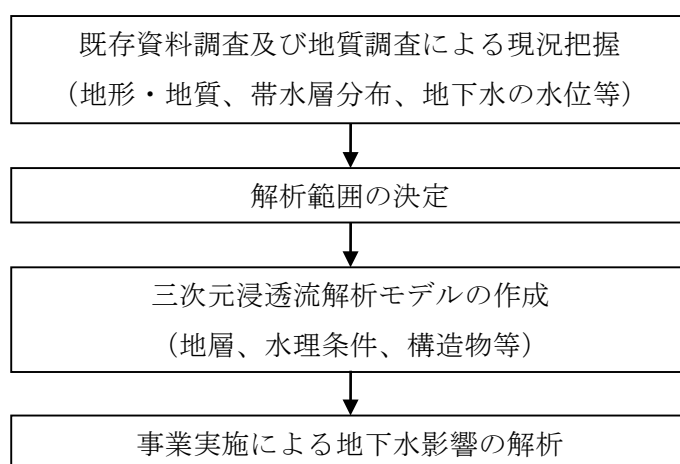 既存資料調査及び地質調査による現況把握
（地形・地質、帯水層分布、地下水の水位等）
解析範囲の決定
三次元浸透流解析モデルの作成
（地層、水理条件、構造物等）
事業実施による地下水影響の解析